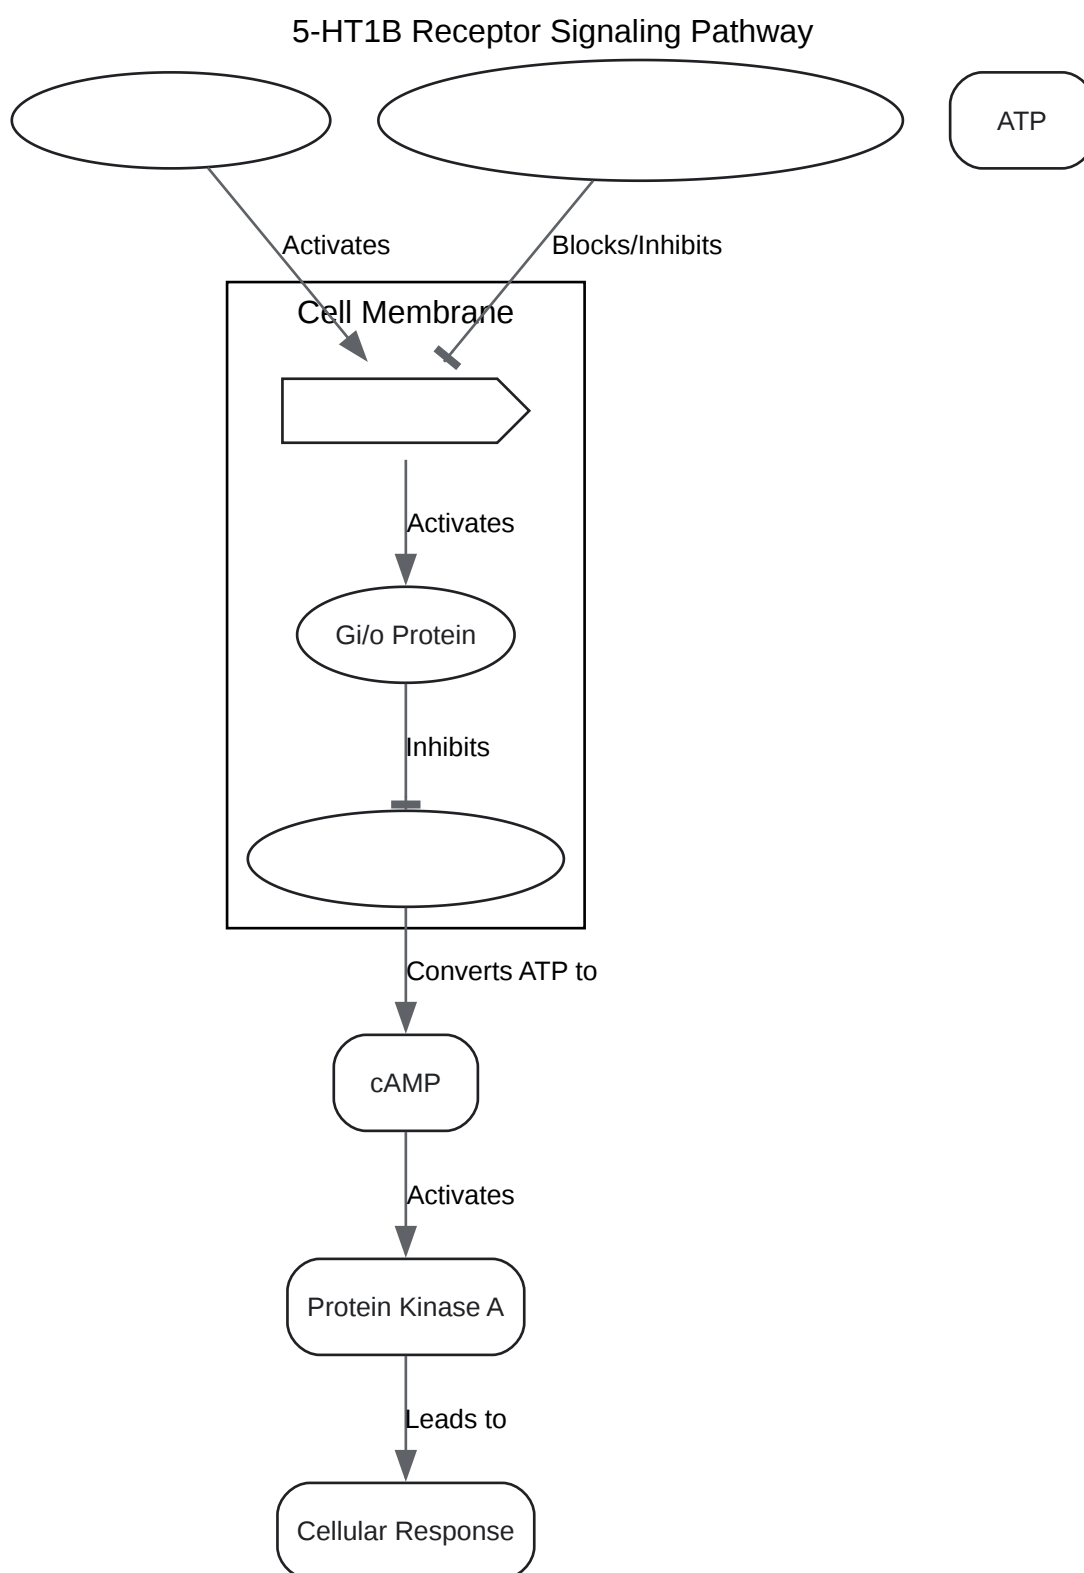 5-HT1B Receptor Signaling Pathway
ATP
Activates
Blocks/Inhibits
Cell Membrane
Activates
Gi/o Protein
Inhibits
Converts ATP to
cAMP
Activates
Protein Kinase A
Leads to
Cellular Response